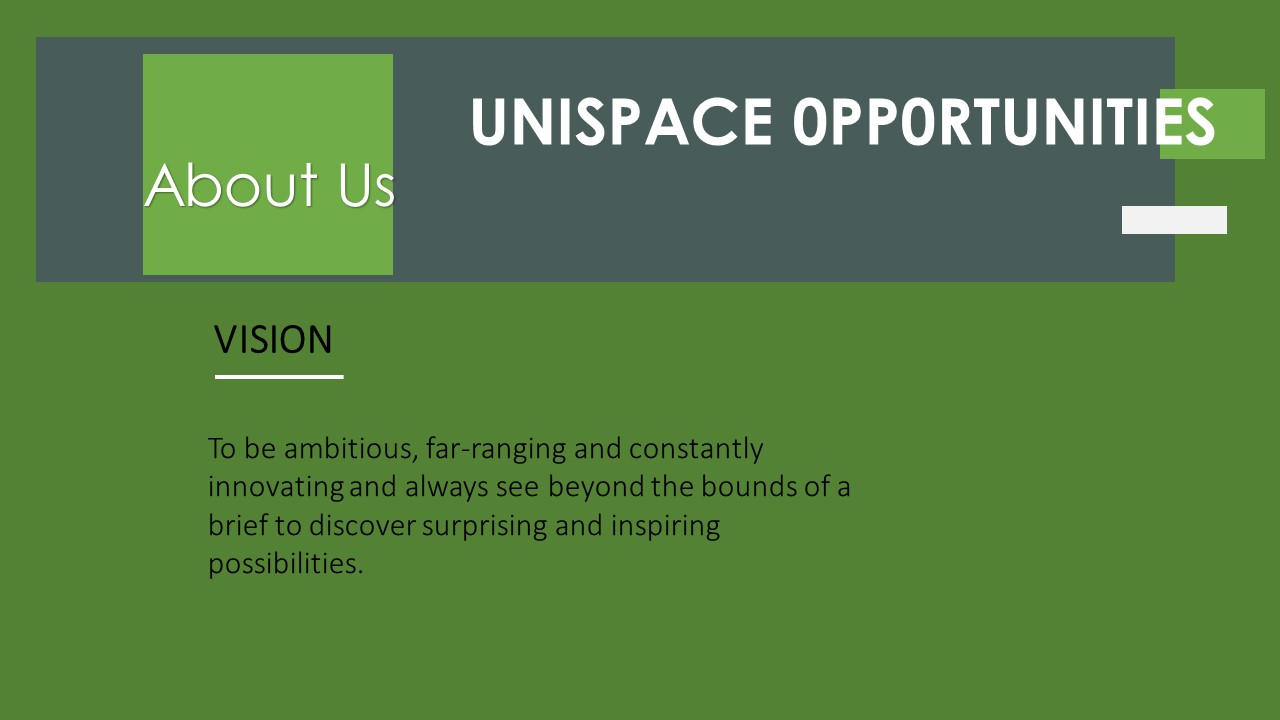 UNISPACE 0PP0RTUNITIES
About Us
VISION
To be ambitious, far-ranging and constantly
innovating and always see beyond the bounds of a
brief to discover surprising and inspiring
possibilities.